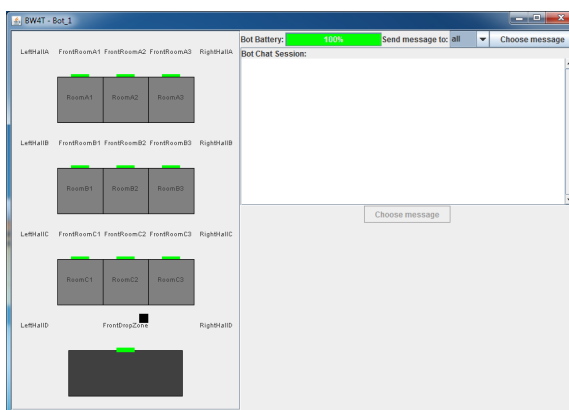 BW4T - Bot_1
Bot Battery: 100% Send message to: all Choose message
Bot Chat Session:
LeftHallA FrontRoomA1 FrontRoomA2 FrontRoomA3 RightHallA
RoomA1 RoomA2 RoomA3
LeftHallB FrontRoomB1 FrontRoomB2 FrontRoomB3 RightHallB
RoomB1 RoomB2 RoomB3
Choose message
LeftHallC FrontRoomC1 FrontRoomC2 FrontRoomC3 RightHallC
RoomC1 RoomC2 RoomC3
LeftHallD FrontDropZone RightHallD